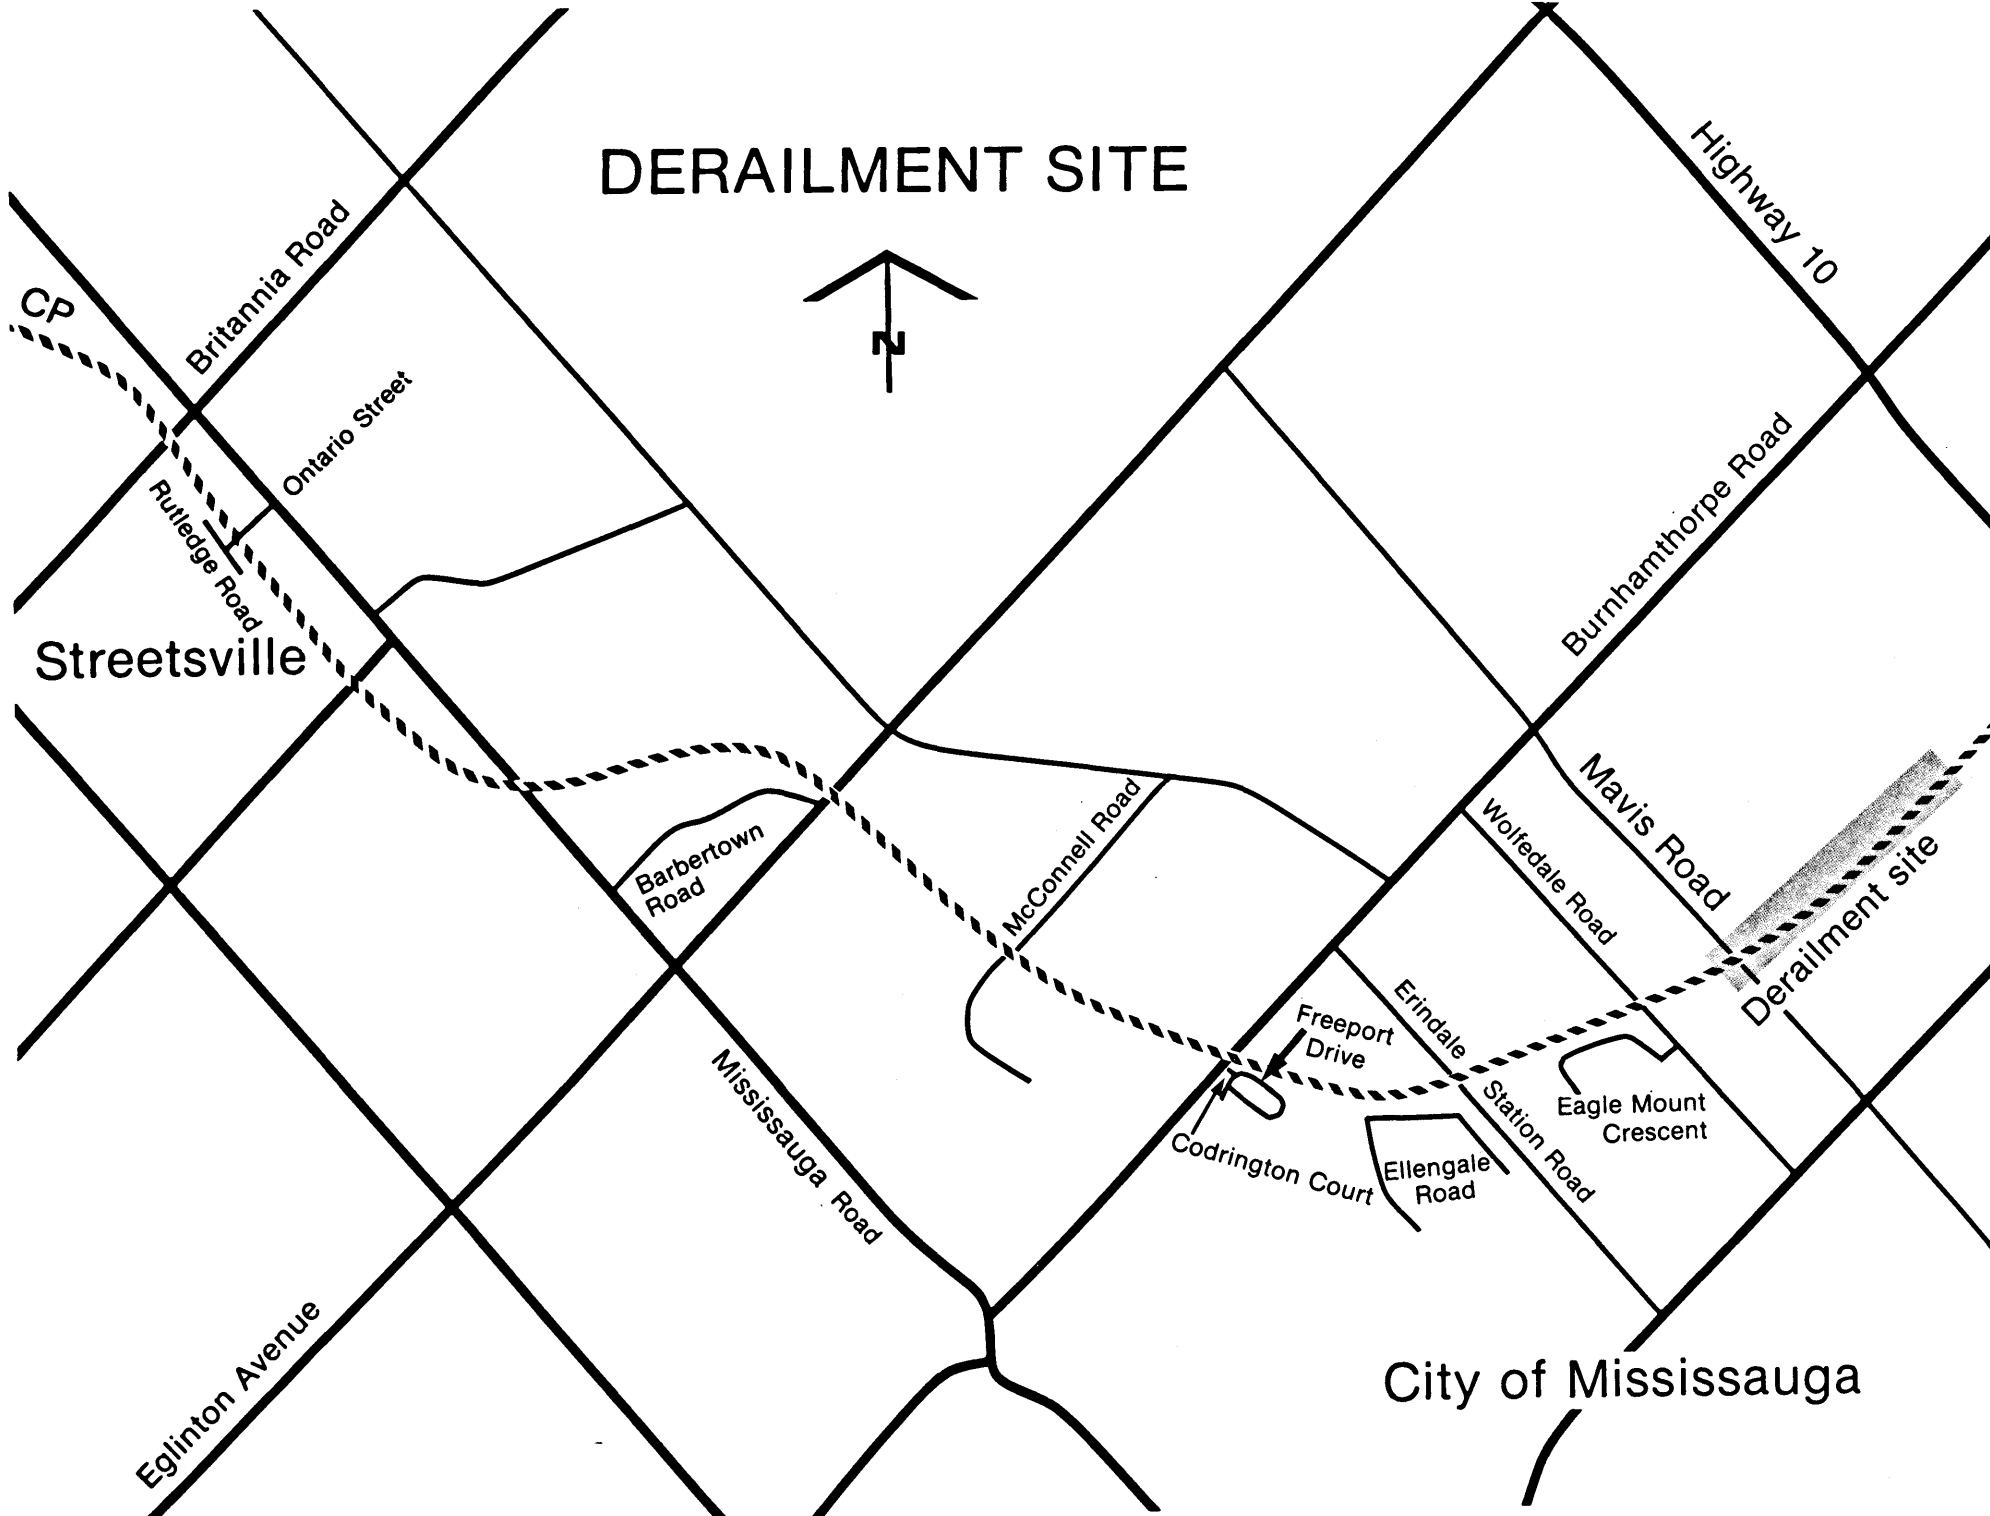 DERAILMENT SITE
N
Highway 10
CP
Britannia Road
Ontario Street
Rutledge Road
Streetsville
Burnhamthorpe Road
Mavis Road
Wolfedale Road
Derailment site
McConnell Road
Barbertown
Road
Erindale
Station Road
Freeport
Drive
Eagle Mount
Crescent
Codrington Court
Ellengale
Road
Mississauga Road
City of Mississauga
Eglinton Avenue